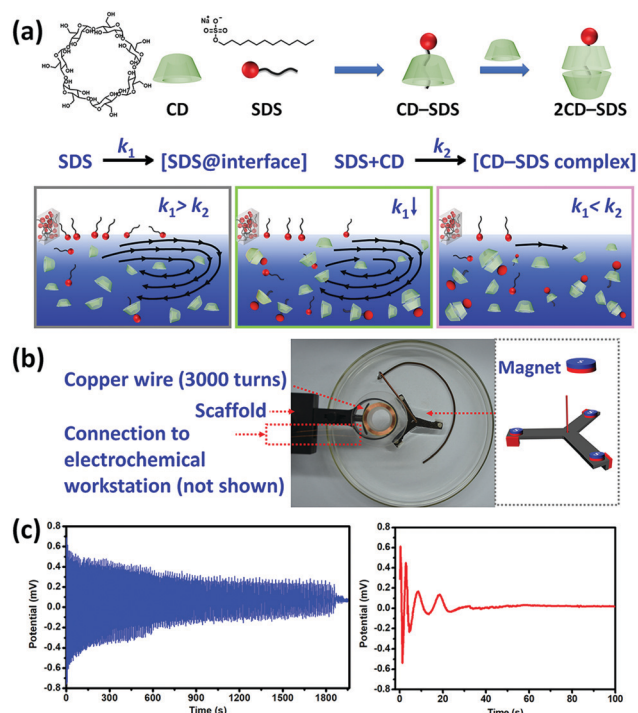 (a)
Na⁺ O⁻
O=S=O
O
CD
SDS
CD–SDS
2CD–SDS
SDS k₁ [SDS@interface]
SDS+CD k₂ [CD–SDS complex]
k₁> k₂
k₁↓
k₁< k₂
(b)
Copper wire (3000 turns)
Scaffold
Connection to
electrochemical
workstation (not shown)
Magnet
(c)
Potential (mV)
0.8
0.6
0.4
0.2
0.0
-0.2
-0.4
-0.6
-0.8
0 300 600 900 1200 1500 1800
Time (s)
Potential (mV)
0.8
0.6
0.4
0.2
0.0
-0.2
-0.4
-0.6
-0.8
0 20 40 60 80 100
Time (s)